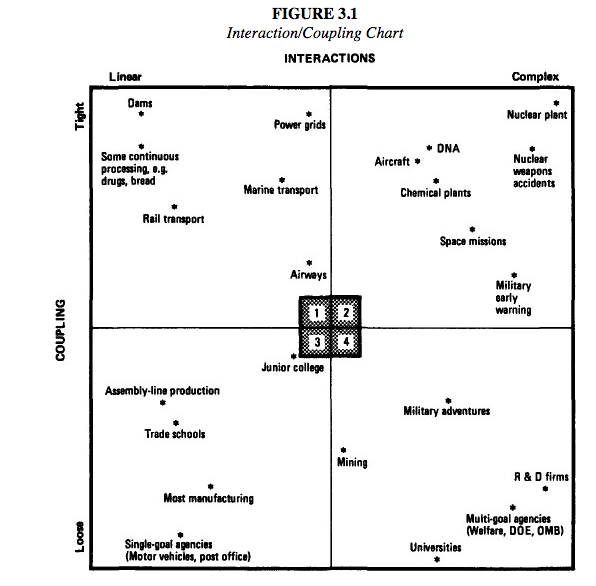 FIGURE 3.1
Interaction/Coupling Chart
INTERACTIONS
Linear
Complex
Tight
COUPLING
Loose
Dams
Some continuous
processing, e.g.
drugs, bread
Rail transport
Power grids
Marine transport
Airways
Nuclear plant
DNA
Aircraft
Chemical plants
Nuclear
weapons
accidents
Space missions
Military
early
warning
1
2
3
4
Junior college
Assembly-line production
Trade schools
Most manufacturing
Single-goal agencies
(Motor vehicles, post office)
Military adventures
Mining
R & D firms
Multi-goal agencies
(Welfare, DOE, OMB)
Universities